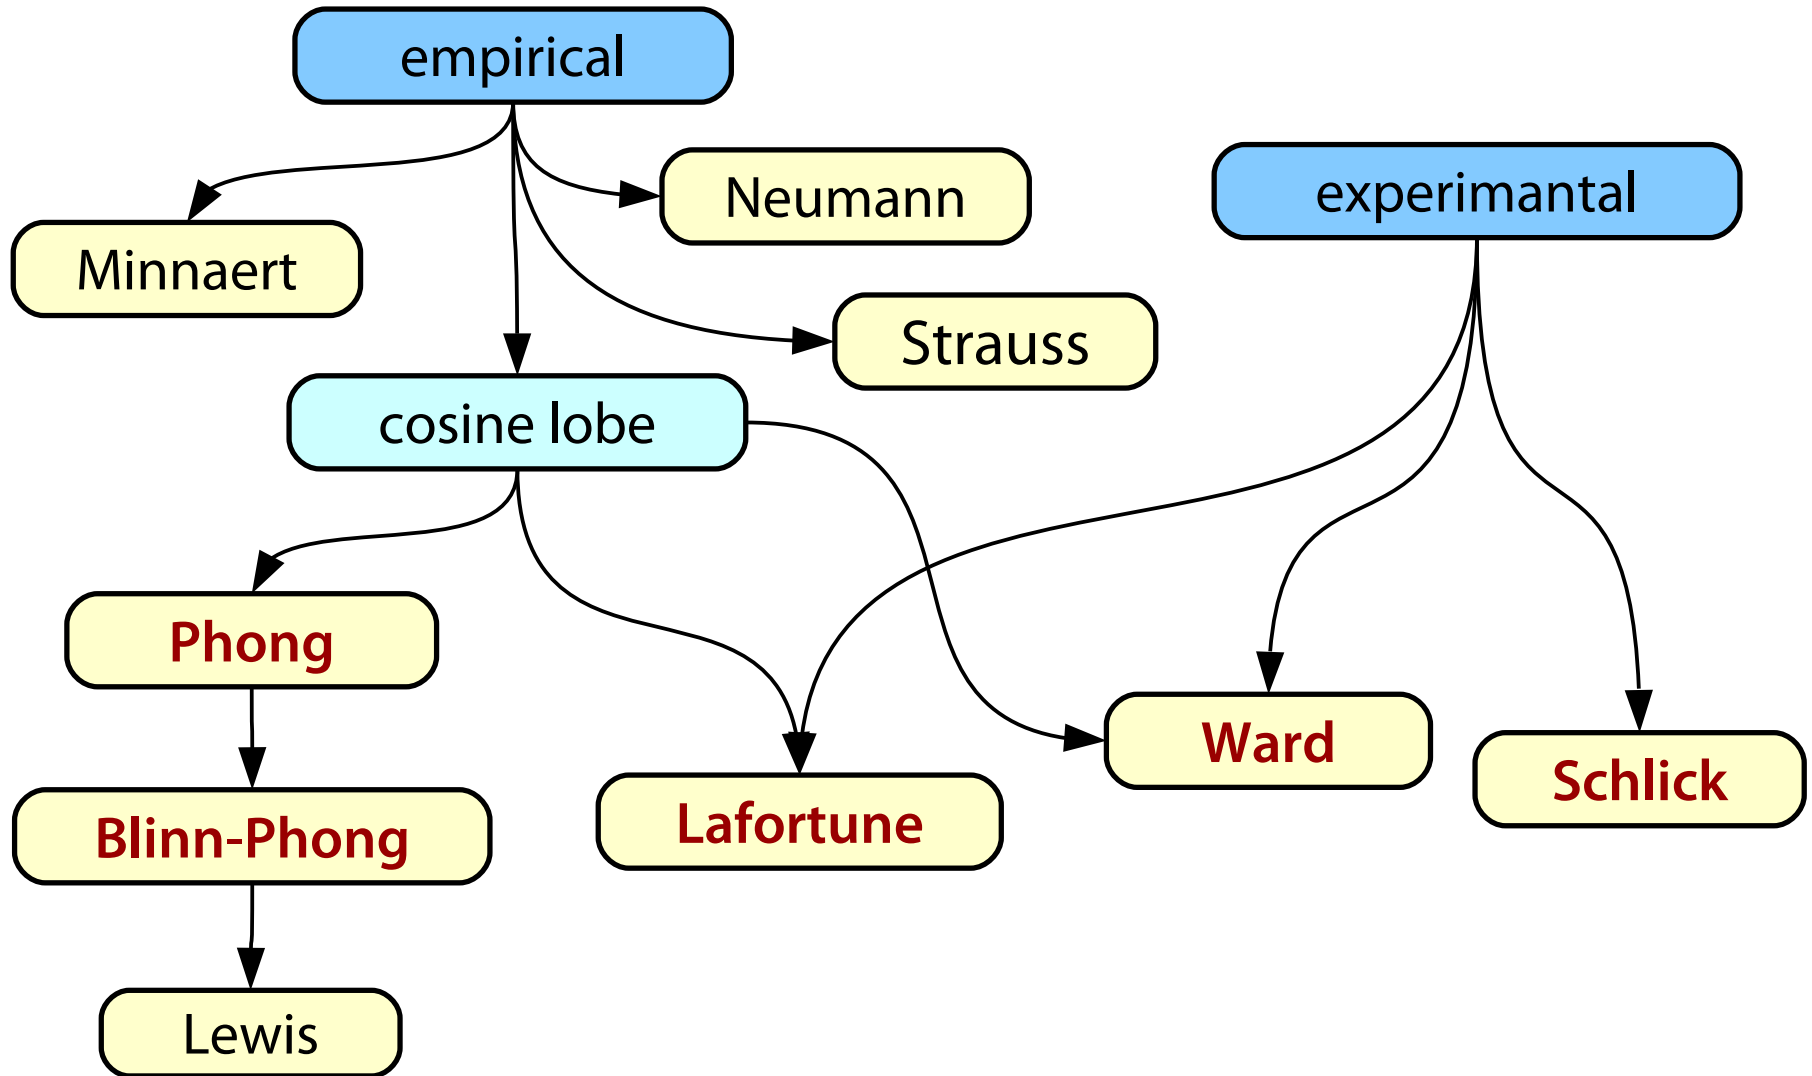 empirical
Neumann
experimantal
Minnaert
Strauss
cosine lobe
Phong
Ward
Schlick
Blinn-Phong
Lafortune
Lewis